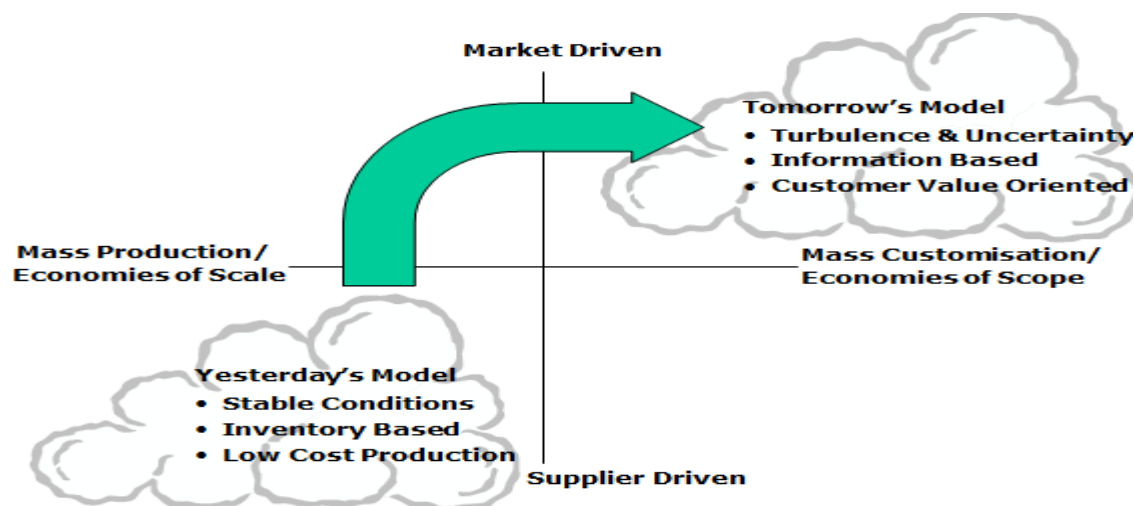 Market Driven
Tomorrow's Model
• Turbulence & Uncertainty
• Information Based
• Customer Value Oriented
Mass Production/
Economies of Scale
Mass Customisation/
Economies of Scope
Yesterday's Model
• Stable Conditions
• Inventory Based
• Low Cost Production
Supplier Driven